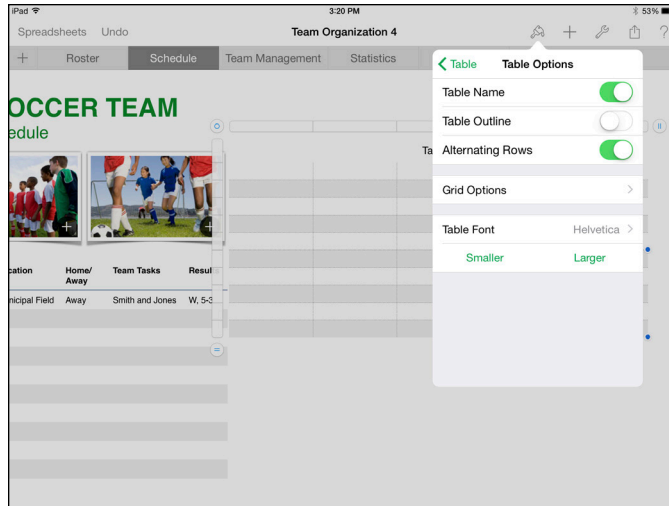 iPad 3:20 PM 53%
Spreadsheets Undo Team Organization 4 ?
Roster Schedule Team Management Statistics
Table Table Options
Table Name
OCCER TEAM
Table Outline
edule
Ta
Alternating Rows
Grid Options
Table Font Helvetica
Smaller Larger
cation Home/ Team Tasks Results
Away
nicipal Field Away Smith and Jones W, 5-3